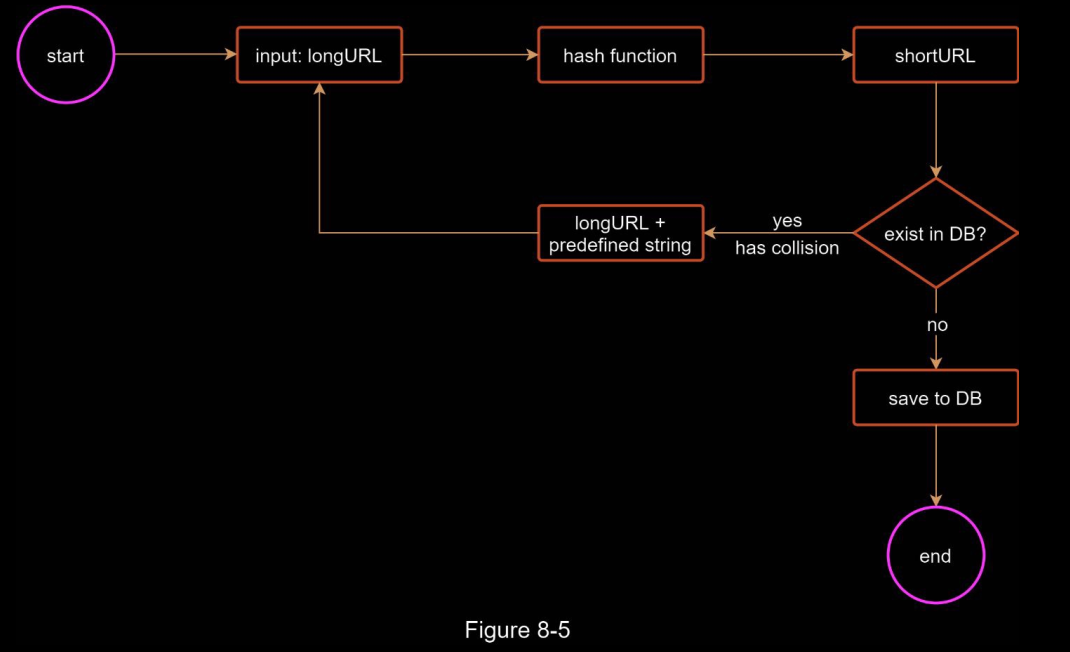 start
input: longURL
hash function
shortURL
longURL +
predefined string
yes
has collision
exist in DB?
no
save to DB
end
Figure 8-5